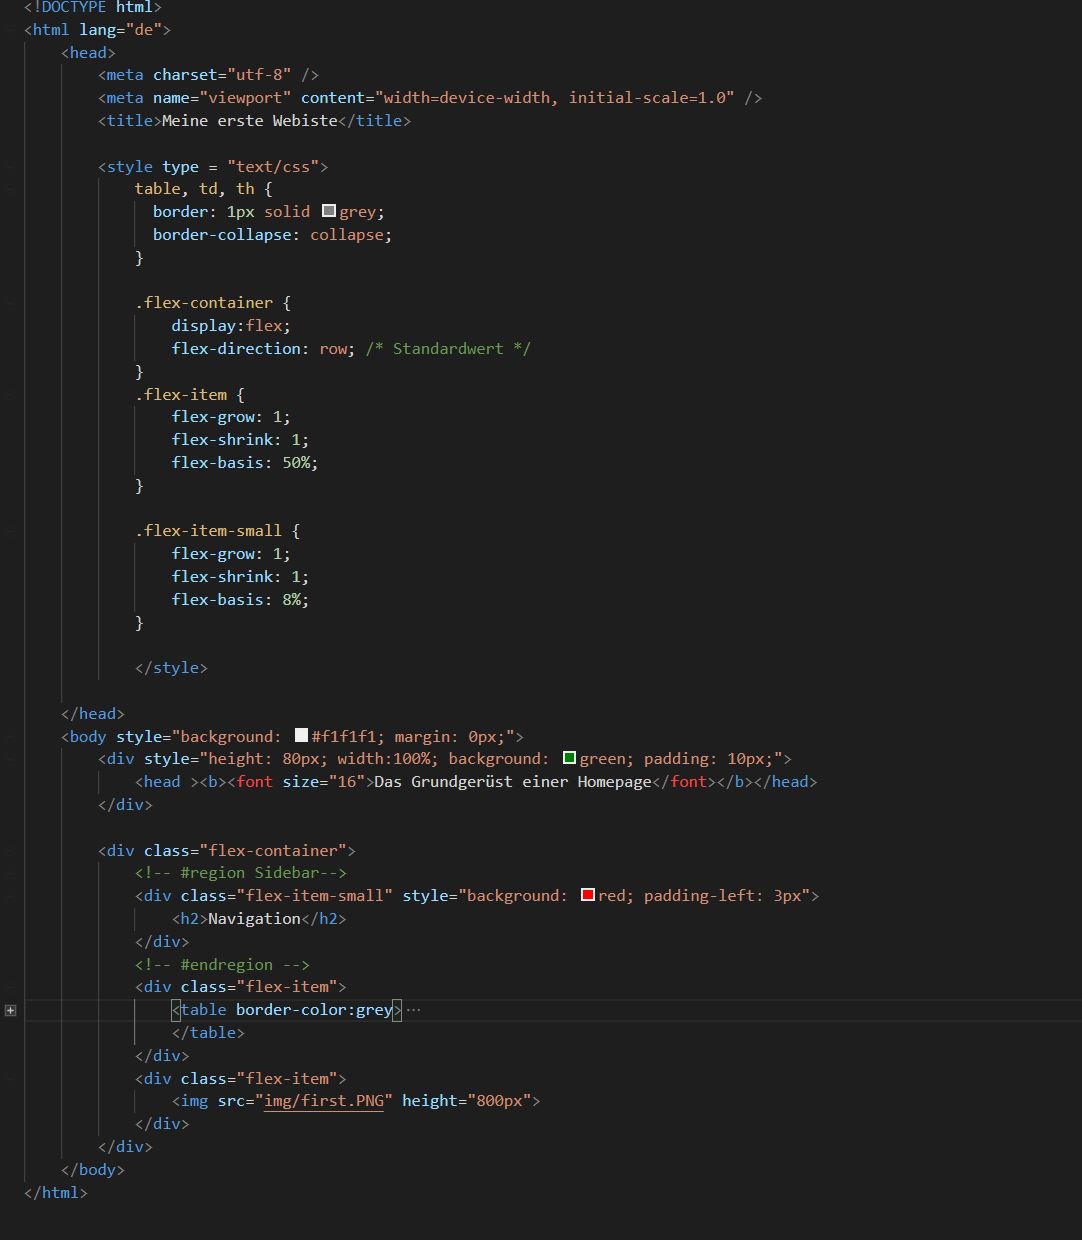 <!DOCTYPE html>
<html lang="de">
<head>
<meta charset="utf-8" />
<meta name="viewport" content="width=device-width, initial-scale=1.0" />
<title>Meine erste Webiste</title>
<style type = "text/css">
table, td, th {
border: 1px solid grey;
border-collapse: collapse;
}
.flex-container {
display:flex;
flex-direction: row; /* Standardwert */
}
.flex-item {
flex-grow: 1;
flex-shrink: 1;
flex-basis: 50%;
}
.flex-item-small {
flex-grow: 1;
flex-shrink: 1;
flex-basis: 8%;
}
</style>
</head>
<body style="background: #f1f1f1; margin: 0px;">
<div style="height: 80px; width:100%; background: green; padding: 10px;">
<head ><b><font size="16">Das Grundgerüst einer Homepage</font></b></head>
</div>
<div class="flex-container">
<!-- #region Sidebar-->
<div class="flex-item-small" style="background: red; padding-left: 3px">
<h2>Navigation</h2>
</div>
<!-- #endregion -->
<div class="flex-item">
<table border-color:grey>···
</table>
</div>
<div class="flex-item">
<img src="img/first.PNG" height="800px">
</div>
</div>
</body>
</html>